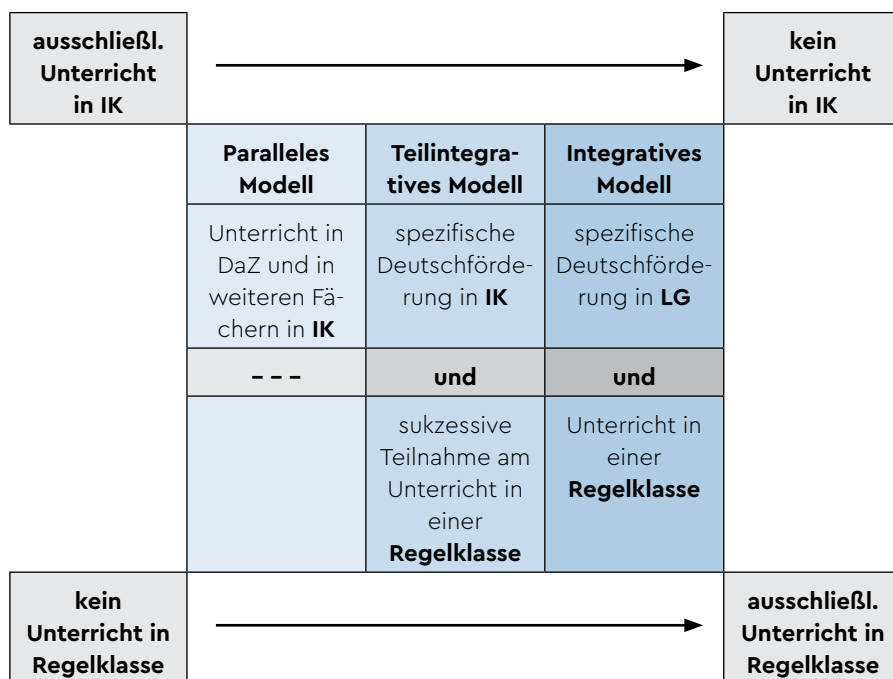 ausschließl.
Unterricht
in IK
kein
Unterricht
in IK
Paralleles
Modell
Teilintegra-
tives Modell
Integratives
Modell
Unterricht in
DaZ und in
weiteren Fä-
chern in IK
spezifische
Deutschförde-
rung in IK
spezifische
Deutschförde-
rung in LG
– – –
und
und
sukzessive
Teilnahme am
Unterricht in
einer
Regelklasse
Unterricht in
einer
Regelklasse
kein
Unterricht in
Regelklasse
ausschließl.
Unterricht in
Regelklasse